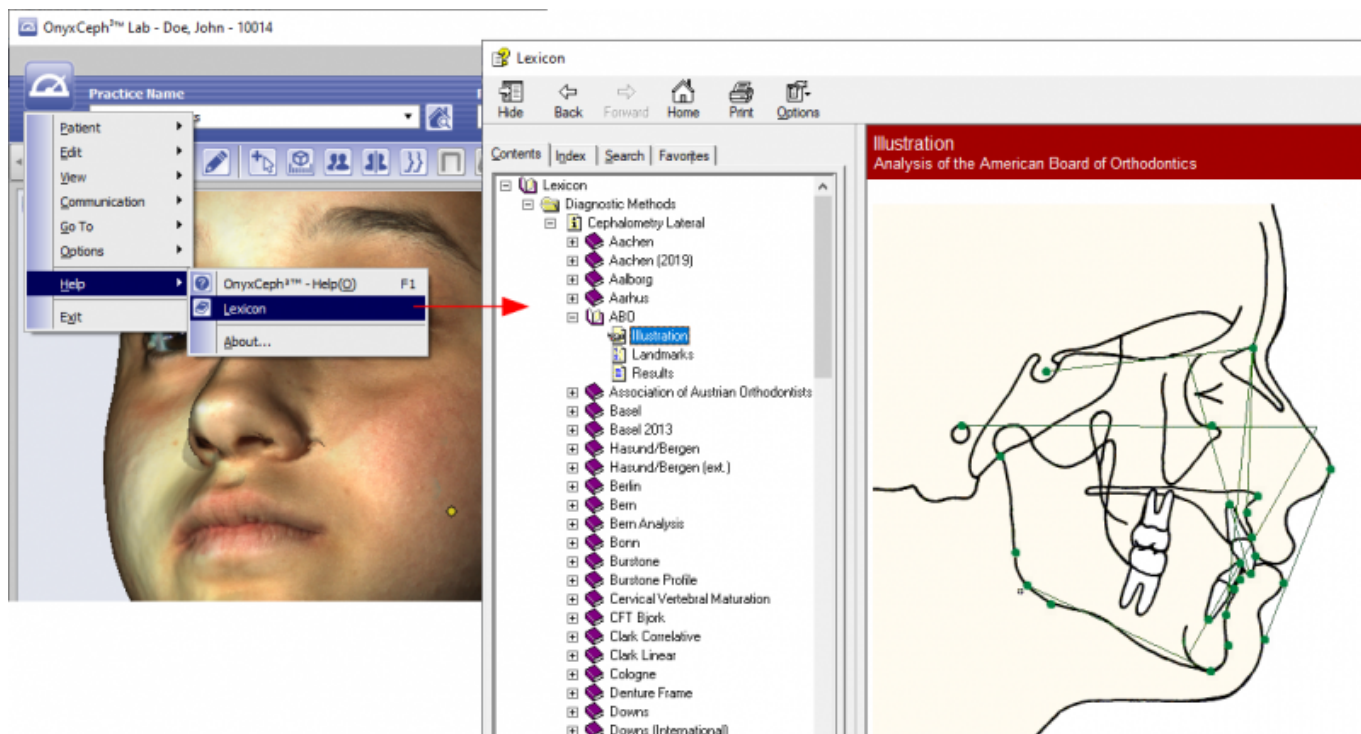 OnyxCeph³™ Lab - Doe, John - 10014
Practice Name
Patient
Edit
View
Communication
Go To
Options
Help
Exit
OnyxCeph³™ - Help(O) F1
Lexicon
About...
Lexicon
Hide Back Forward Home Print Options
Contents Index Search Favorites
Lexicon
Diagnostic Methods
Cephalometry Lateral
Aachen
Aachen (2019)
Aalborg
Aarhus
ABO
Illustration
Landmarks
Results
Association of Austrian Orthodontists
Basel
Basel 2013
Hasund/Bergen
Hasund/Bergen (ext.)
Berlin
Bern
Bern Analysis
Bonn
Burstone
Burstone Profile
Cervical Vertebral Maturation
CFT Bjork
Clark Correlative
Clark Linear
Cologne
Denture Frame
Downs
Downs (International)
Illustration
Analysis of the American Board of Orthodontics